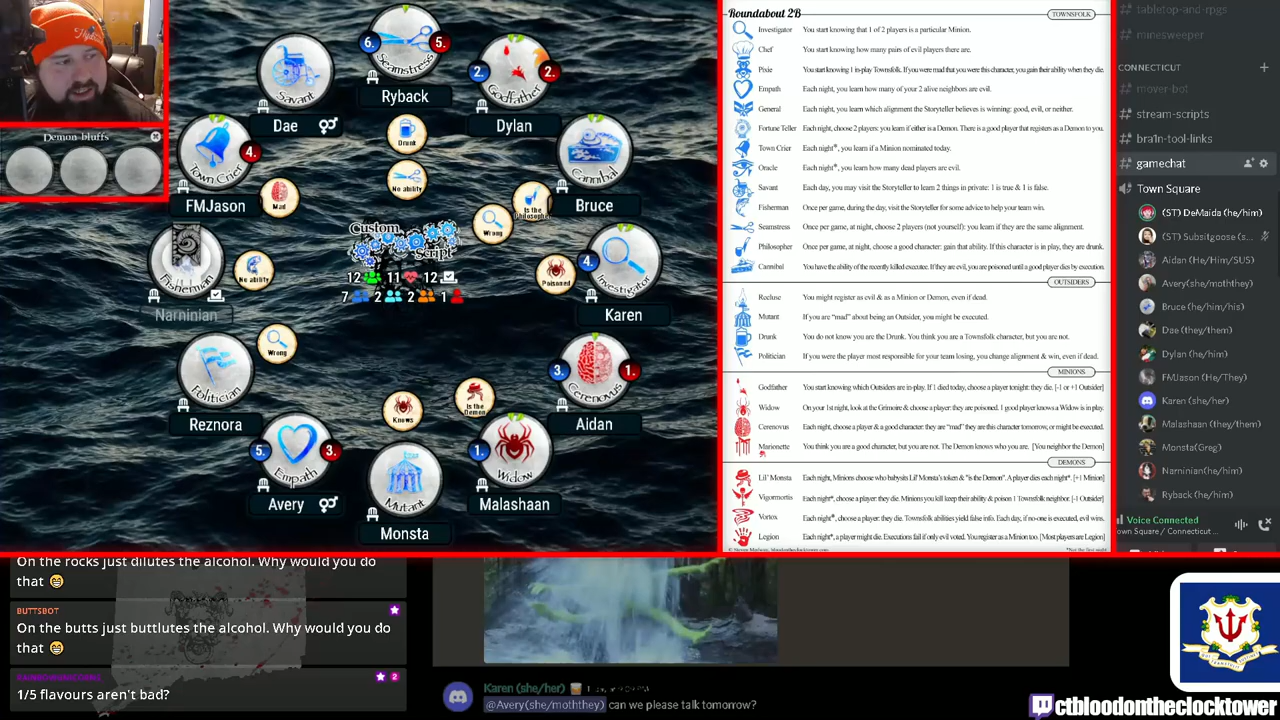 Demon bluffs
SAVANT
Dae
6.
5.
SEAMSTRESS
Ryback
2.
2.
GODFATHER
Dylan
Drunk
No ability
4.
Town Crier
FMJason
Mad
CANNIBAL
Bruce
Is the Philosopher
Wrong
Custom Script
12 11 12
7 2 2 1
FISHERMAN
Narninian
No ability
Poisoned
4.
INVESTIGATOR
Karen
Wrong
POLITICIAN
Reznora
3.
1.
CERENOVUS
Aidan
5.
3.
EMPATH
Avery
Knows
Is the Demon
MUTANT
Monsta
1.
WIDOW
Malashaan
Roundabout 2B
TOWNSFOLK
Investigator You start knowing that 1 of 2 players is a particular Minion.
Chef You start knowing how many pairs of evil players there are.
Pixie You start knowing 1 in-play Townsfolk. If you were mad that you were this character, you gain their ability when they die.
Empath Each night, you learn how many of your 2 alive neighbors are evil.
General Each night, you learn which alignment the Storyteller believes is winning: good, evil, or neither.
Fortune Teller Each night, choose 2 players: you learn if either is a Demon. There is a good player that registers as a Demon to you.
Town Crier Each night*, you learn if a Minion nominated today.
Oracle Each night*, you learn how many dead players are evil.
Savant Each day, you may visit the Storyteller to learn 2 things in private: 1 is true & 1 is false.
Fisherman Once per game, during the day, visit the Storyteller for some advice to help your team win.
Seamstress Once per game, at night, choose 2 players (not yourself): you learn if they are the same alignment.
Philosopher Once per game, at night, choose a good character: gain that ability. If this character is in play, they are drunk.
Cannibal You have the ability of the recently killed executee. If they are evil, you are poisoned until a good player dies by execution.
OUTSIDERS
Recluse You might register as evil & as a Minion or Demon, even if dead.
Mutant If you are "mad" about being an Outsider, you might be executed.
Drunk You do not know you are the Drunk. You think you are a Townsfolk character, but you are not.
Politician If you were the player most responsible for your team losing, you change alignment & win, even if dead.
MINIONS
Godfather You start knowing which Outsiders are in-play. If 1 died today, choose a player tonight: they die. [-1 or +1 Outsider]
Widow On your 1st night, look at the Grimoire & choose a player: they are poisoned. 1 good player knows a Widow is in play.
Cerenovus Each night, choose a player & a good character: they are "mad" they are this character tomorrow, or might be executed.
Marionette You think you are a good character, but you are not. The Demon knows who you are. [You neighbor the Demon]
DEMONS
Lil' Monsta Each night, Minions choose who babysits Lil' Monsta's token & "is the Demon". A player dies each night*. [+1 Minion]
Vigormortis Each night*, choose a player: they die. Minions you kill keep their ability & poison 1 Townsfolk neighbor. [-1 Outsider]
Vortox Each night*, choose a player: they die. Townsfolk abilities yield false info. Each day, if no-one is executed, evil wins.
Legion Each night*, a player might die. Executions fail if only evil voted. You register as a Minion too. [Most players are Legion]
*Not the first night
# tabletop-and-rpgs
# minesweeper
CONNECTICUT
# mover-bot
# stream-scripts
# brain-tool-links
# gamechat
Town Square
(ST) DeMaida (he/him)
(ST) Subsitgoose (s...
Aidan (He/Him/SUS)
Avery(she/moththey)
Bruce (he/him/his)
Dae (they/them)
Dylan (he/him)
FMJason (He/They)
Karen (she/her)
Malashaan (they/them)
Monsta(Greg)
Narninian(he/him)
Ryback (he/him)
Voice Connected
own Square / Connecticut ...
On the rocks just dilutes the alcohol. Why would you do
that
BUTTSBOT
On the butts just buttlutes the alcohol. Why would you do
that
2
1/5 flavours aren't bad?
Karen (she/her)
@Avery(she/moththey) can we please talk tomorrow?
ctbloodontheclocktower